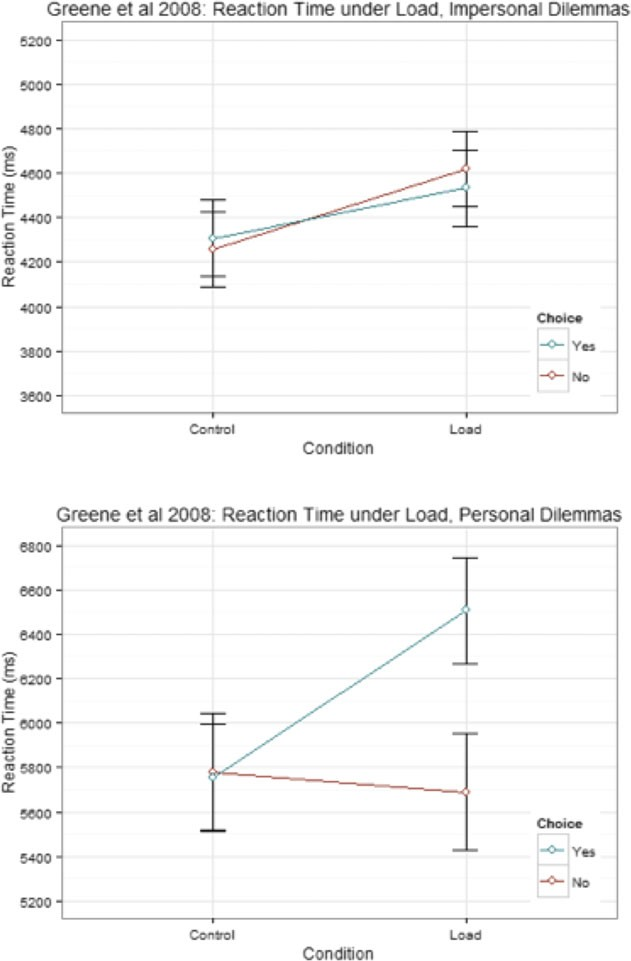 Greene et al 2008: Reaction Time under Load, Impersonal Dilemmas
5200
5000
4800
4600
4400
4200
4000
3800
3600
Reaction Time (ms)
Choice
Yes
No
Control Load
Condition
Greene et al 2008: Reaction Time under Load, Personal Dilemmas
6800
6600
6400
6200
6000
5800
5600
5400
5200
Reaction Time (ms)
Choice
Yes
No
Control Load
Condition